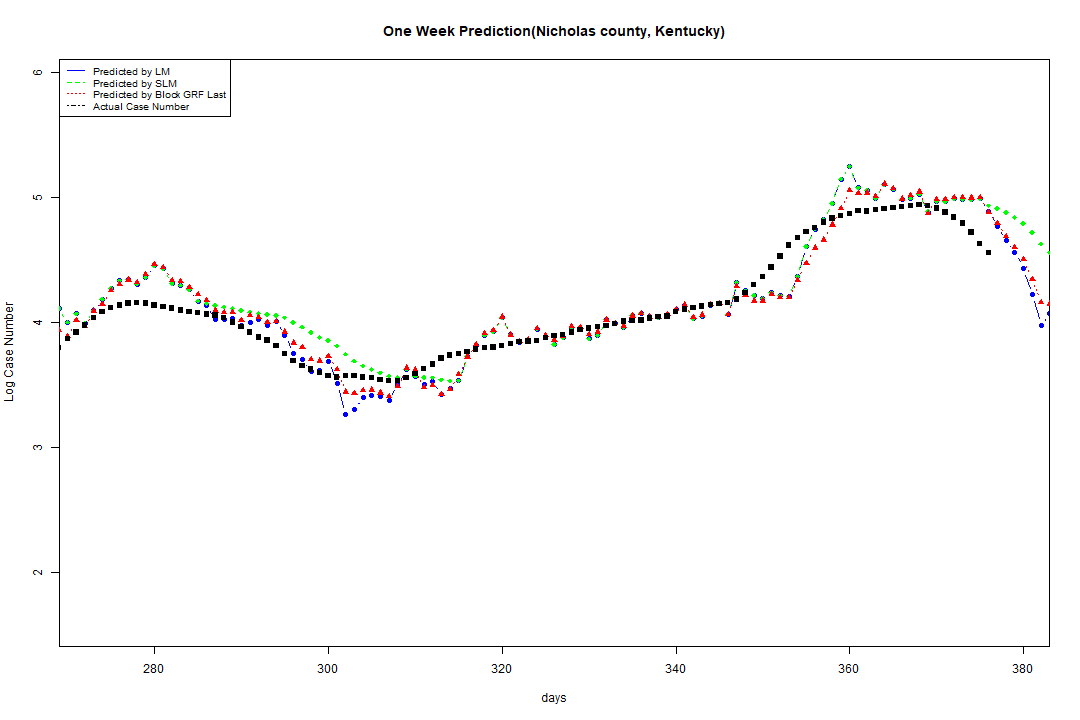 One Week Prediction(Nicholas county, Kentucky)
Predicted by LM
Predicted by SLM
Predicted by Block GRF Last
Actual Case Number
6
5
4
3
2
Log Case Number
280 300 320 340 360 380
days